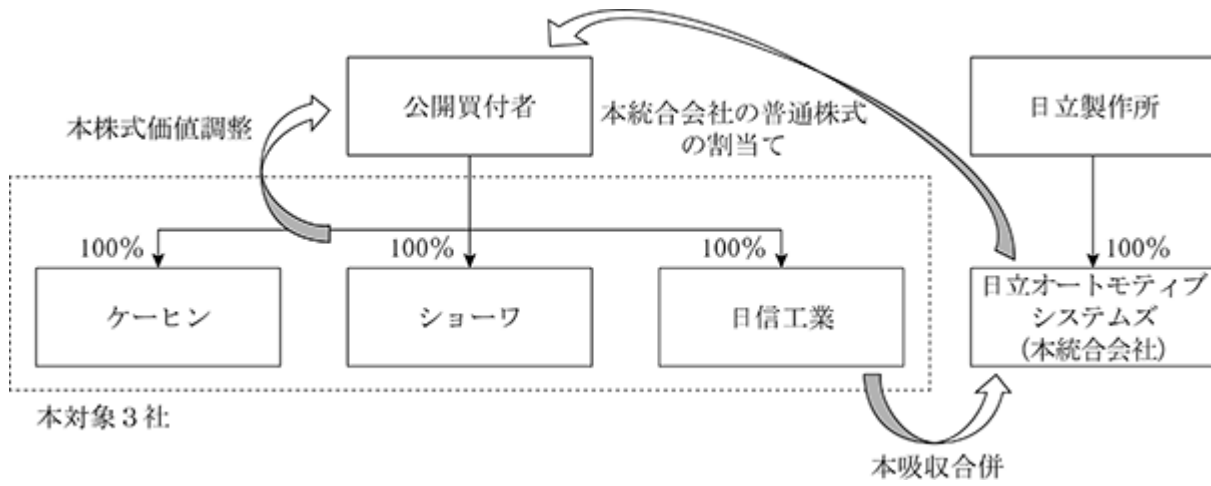 公開買付者
日立製作所
本株式価値調整
本統合会社の普通株式
の割当て
100%
100%
100%
100%
ケーヒン
ショーワ
日信工業
日立オートモティブ
システムズ
(本統合会社)
本対象3社
本吸収合併